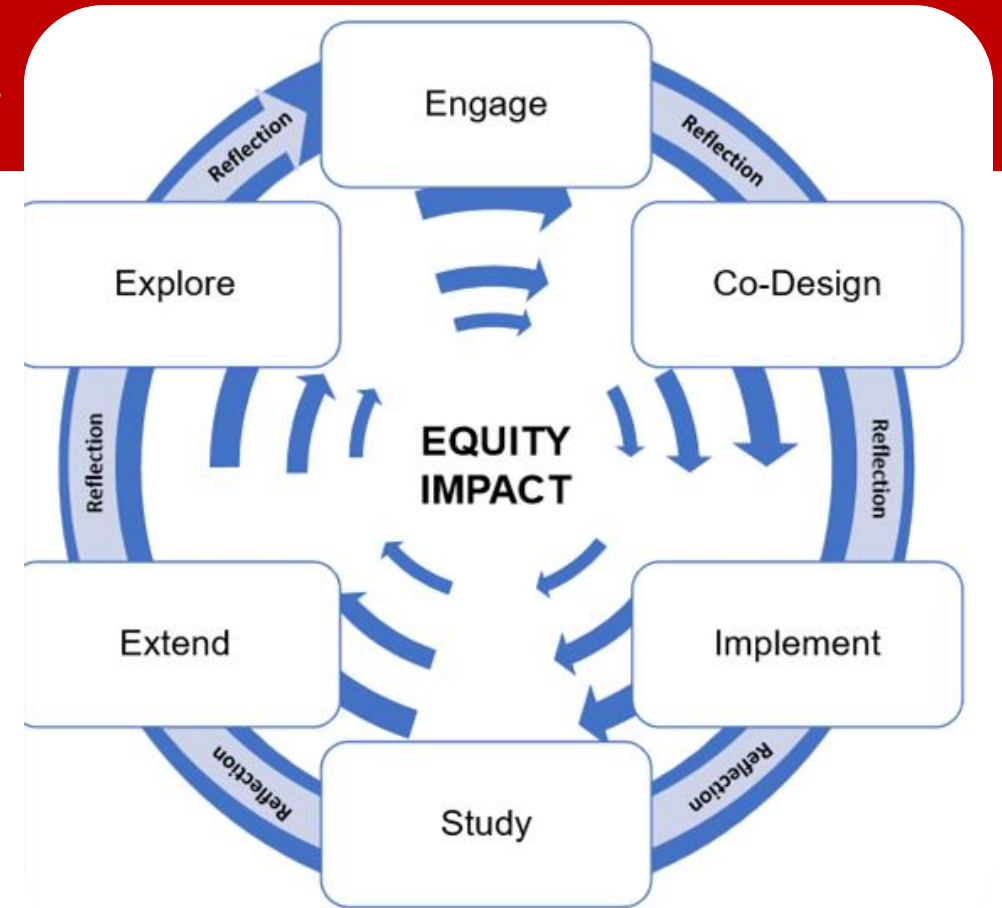 Engage
Reflection
Reflection
Explore
Co-Design
EQUITY
IMPACT
Reflection
Reflection
Extend
Implement
Reflection
Reflection
Study